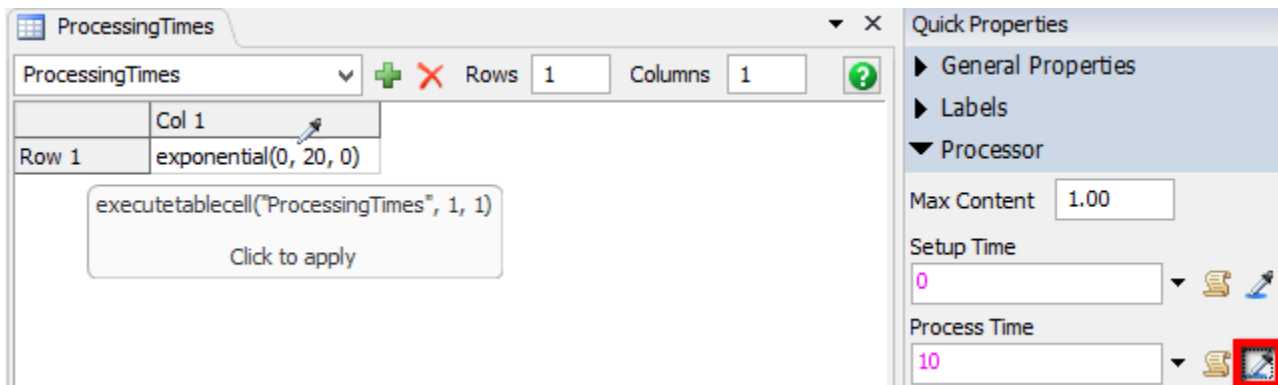 ProcessingTimes
ProcessingTimes Rows 1 Columns 1
Col 1
Row 1 exponential(0, 20, 0)
executetablecell("ProcessingTimes", 1, 1)
Click to apply
Quick Properties
General Properties
Labels
Processor
Max Content 1.00
Setup Time
0
Process Time
10